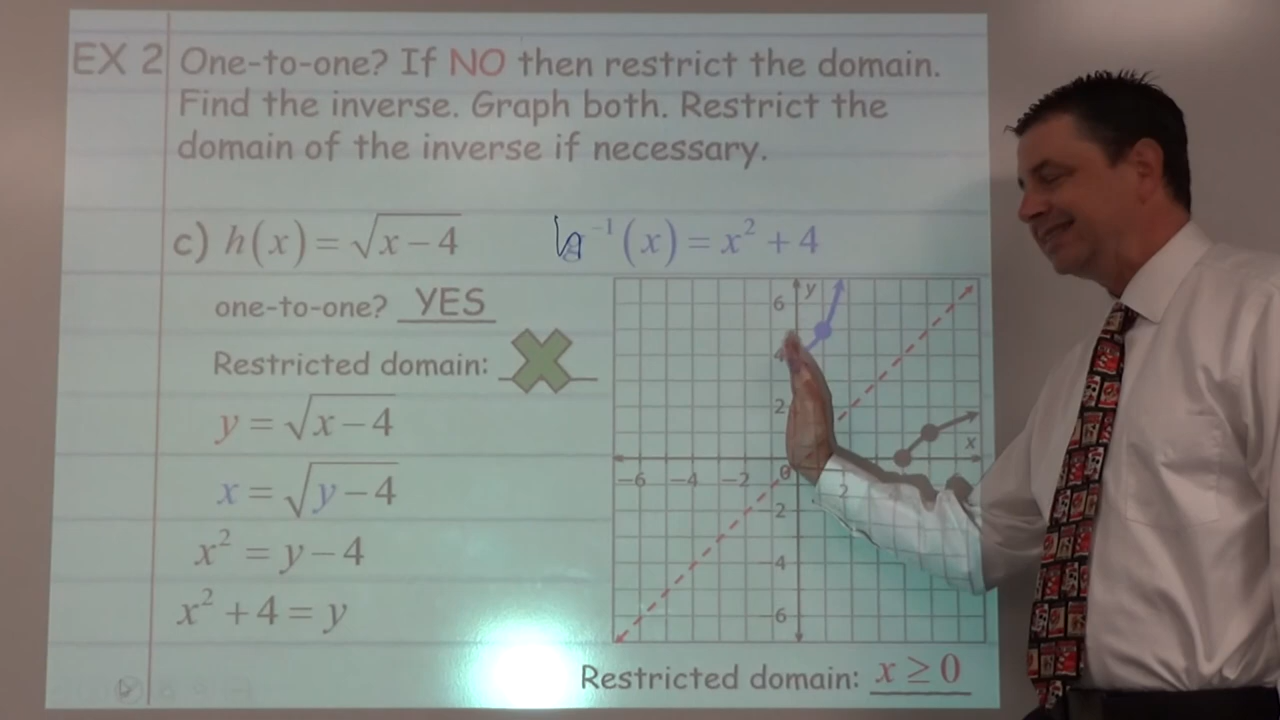 EX 2 One-to-one? If NO then restrict the domain.
Find the inverse. Graph both. Restrict the
domain of the inverse if necessary.
c) h(x) = √(x − 4)
h⁻¹(x) = x² + 4
one-to-one? YES
Restricted domain:
y = √(x − 4)
x = √(y − 4)
x² = y − 4
x² + 4 = y
y
6
4
2
x
−6 −4 −2 0 2
−2
−4
−6
Restricted domain: x ≥ 0